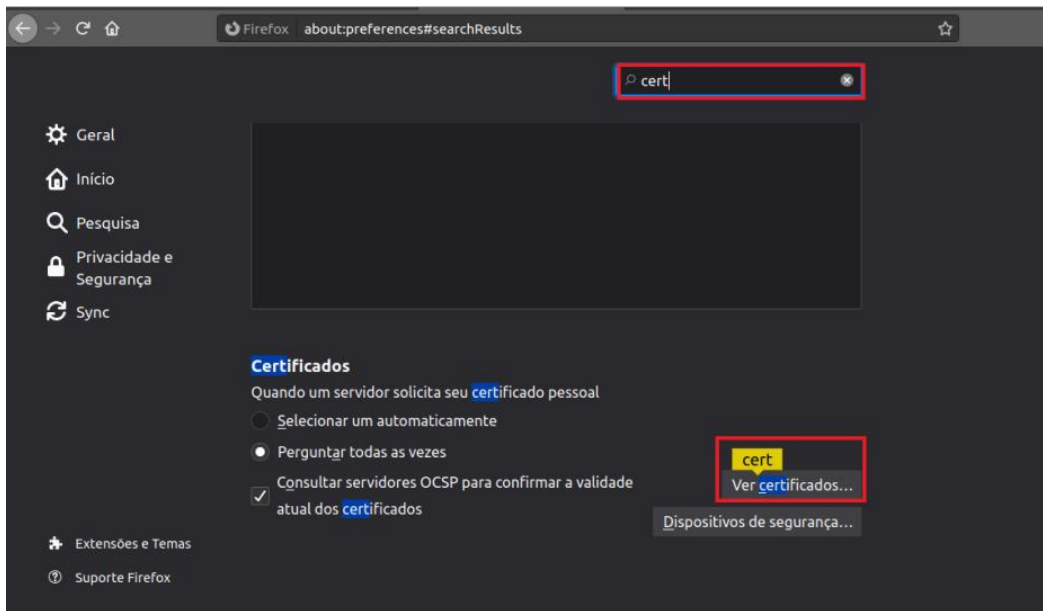 Firefox about:preferences#searchResults
cert
Geral
Início
Pesquisa
Privacidade e
Segurança
Sync
Certificados
Quando um servidor solicita seu certificado pessoal
Selecionar um automaticamente
Perguntar todas as vezes
Consultar servidores OCSP para confirmar a validade
atual dos certificados
cert
Ver certificados...
Dispositivos de segurança...
Extensões e Temas
Suporte Firefox